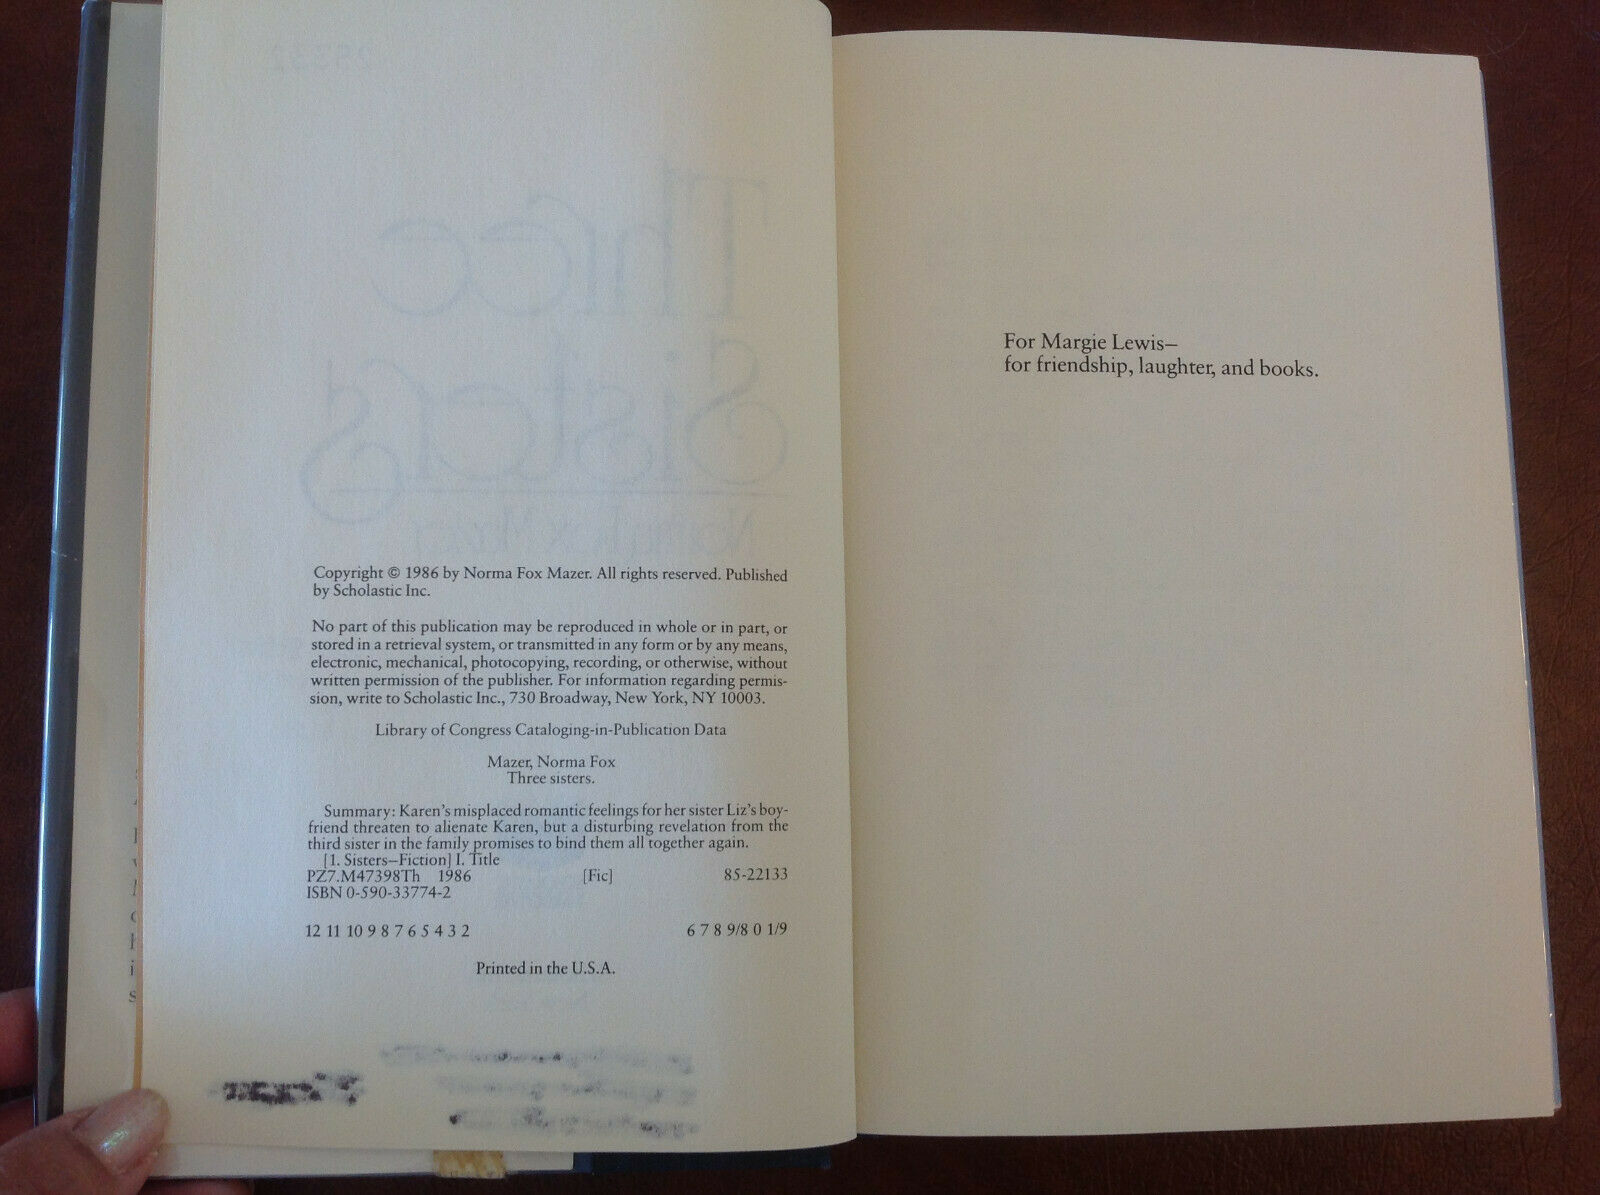 Copyright © 1986 by Norma Fox Mazer. All rights reserved. Published
by Scholastic Inc.
No part of this publication may be reproduced in whole or in part, or
stored in a retrieval system, or transmitted in any form or by any means,
electronic, mechanical, photocopying, recording, or otherwise, without
written permission of the publisher. For information regarding permis-
sion, write to Scholastic Inc., 730 Broadway, New York, NY 10003.
Library of Congress Cataloging-in-Publication Data
Mazer, Norma Fox
Three sisters.
Summary: Karen's misplaced romantic feelings for her sister Liz's boy-
friend threaten to alienate Karen, but a disturbing revelation from the
third sister in the family promises to bind them all together again.
[1. Sisters—Fiction] I. Title
PZ7.M47398Th 1986 [Fic] 85-22133
ISBN 0-590-33774-2
12 11 10 9 8 7 6 5 4 3 2 6 7 8 9/8 0 1/9
Printed in the U.S.A.
For Margie Lewis—
for friendship, laughter, and books.
Three
Sisters
Norma Fox Mazer